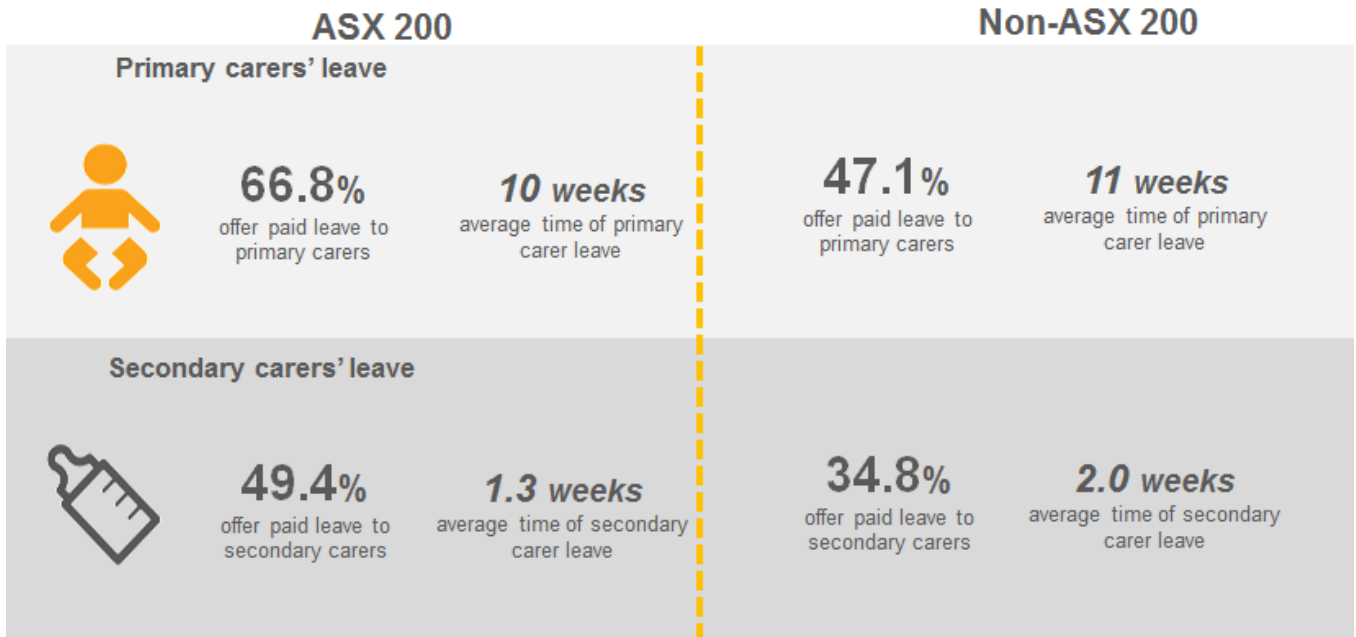 ASX 200
Non-ASX 200
Primary carers’ leave
66.8%
offer paid leave to
primary carers
10 weeks
average time of primary
carer leave
47.1%
offer paid leave to
primary carers
11 weeks
average time of primary
carer leave
Secondary carers’ leave
49.4%
offer paid leave to
secondary carers
1.3 weeks
average time of secondary
carer leave
34.8%
offer paid leave to
secondary carers
2.0 weeks
average time of secondary
carer leave